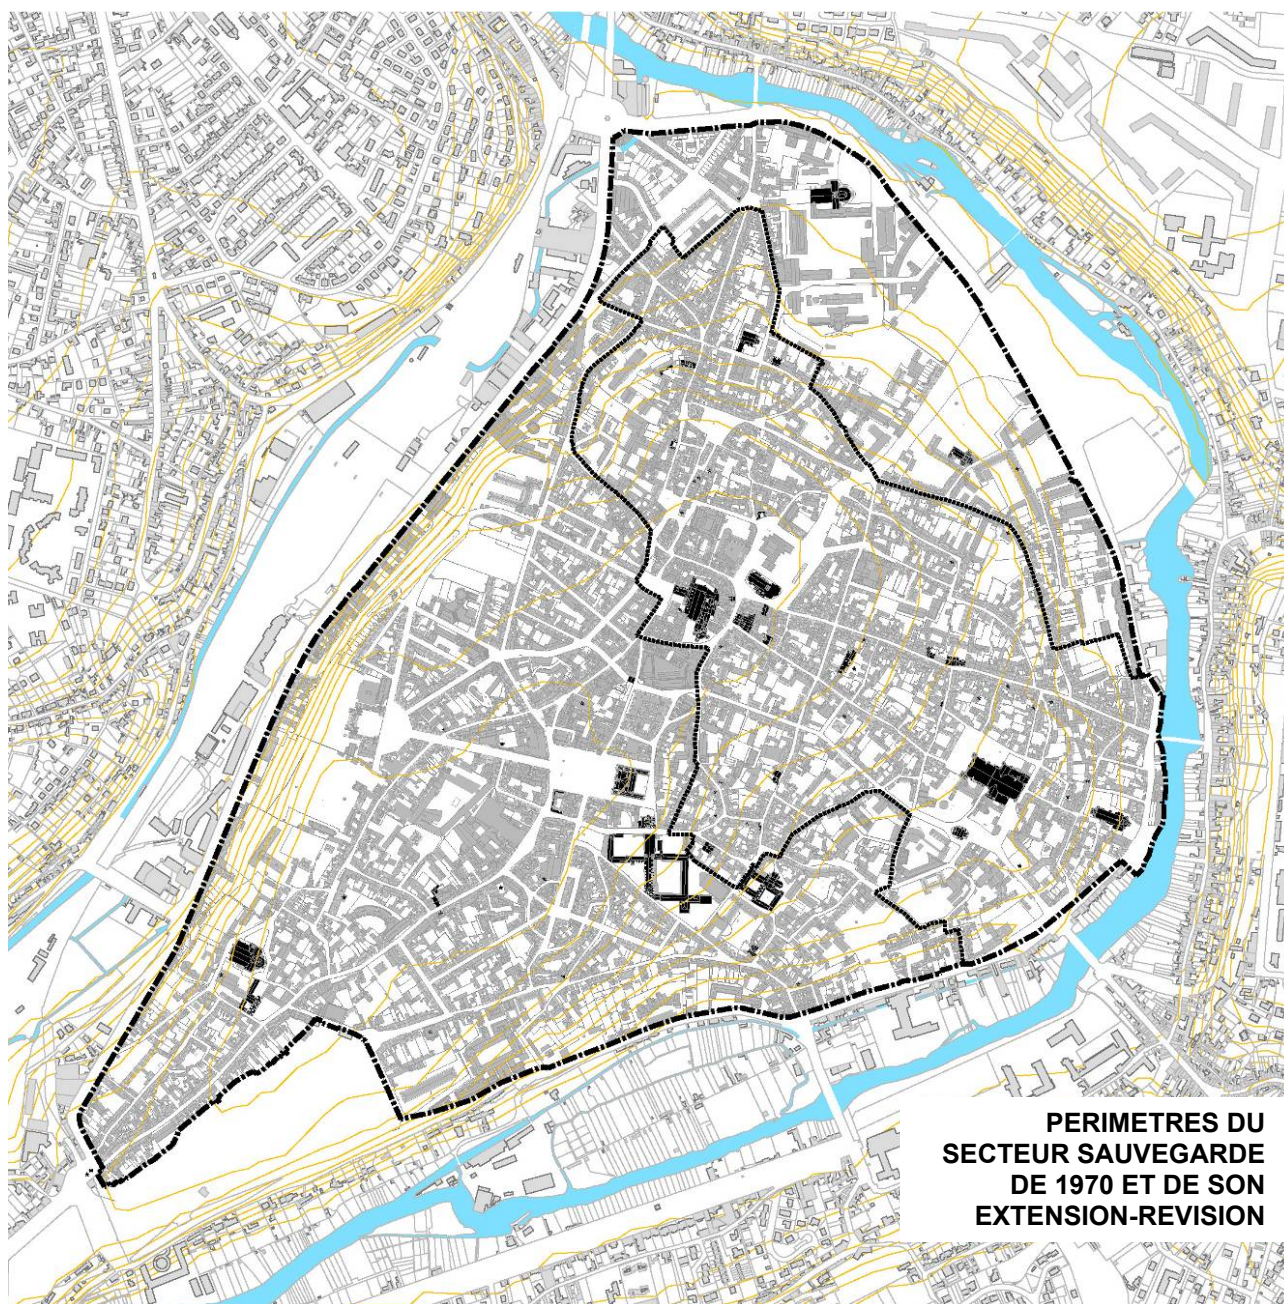 PERIMETRES DU
SECTEUR SAUVEGARDE
DE 1970 ET DE SON
EXTENSION-REVISION